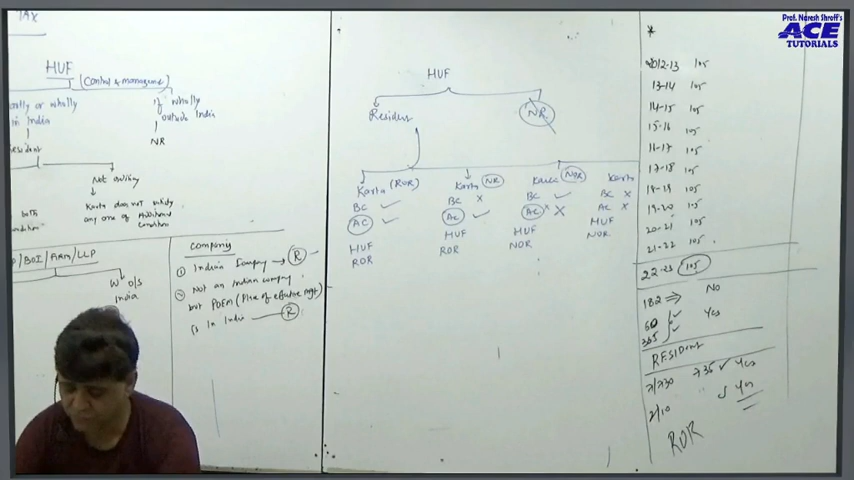 TAX
HUF
(Control & management)
Partly or wholly
in India
Resident
If wholly
outside India
NR
Not ordinary
Karta does not satisfy
any one of Additional
Condition
both
Condition
/BOI/ARM/LLP
W O/S
India
Company
① Indian Company → R
② Not an Indian company
but POEM (Place of effective mgt)
is in India — R
HUF
Resident
NR
Karta (ROR)
BC ✓
AC ✓
HUF
ROR
Karta NR
BC ×
AC ✓
HUF
ROR
Karta NOR
BC ✓
AC × X
HUF
NOR
Karta
BC ×
AC ×
HUF
NOR
*
2012-13 105
13-14 105
14-15 105
15-16 105
16-17 105
17-18 105
18-19 105
19-20 105
20-21 105
21-22 105
22-23 105
182 ⇒ No
60 ✓
365 ✓ Yes
RESIDENT
7/730 735 ✓ Yes
2/10 ✓ Yes
ROR
Prof. Naresh Shroff's
ACE
TUTORIALS